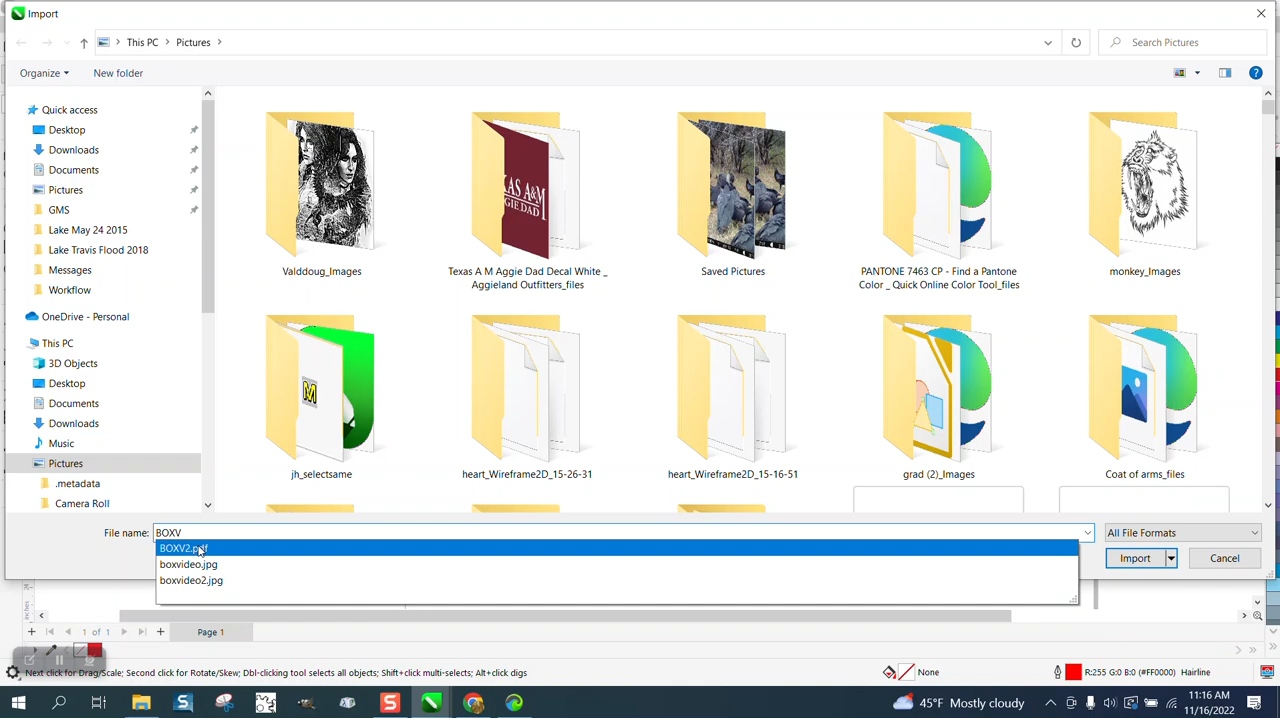 Import
This PC
Pictures
Search Pictures
Organize
New folder
Quick access
Desktop
Downloads
Documents
Pictures
GMS
Lake May 24 2015
Lake Travis Flood 2018
Messages
Workflow
OneDrive - Personal
This PC
3D Objects
Desktop
Documents
Downloads
Music
Pictures
.metadata
Camera Roll
XAS A&M
GIE.DAD
Valddoug_Images
Texas A M Aggie Dad Decal White _
Aggieland Outfitters_files
Saved Pictures
PANTONE 7463 CP - Find a Pantone
Color _ Quick Online Color Tool_files
monkey_Images
M
jh_selectsame
heart_Wireframe2D_15-26-31
heart_Wireframe2D_15-16-51
grad (2)_Images
Coat of arms_files
File name:
BOXV
All File Formats
BOXV2.pdf
boxvideo.jpg
boxvideo2.jpg
Import
Cancel
inches
1 of 1
Page 1
Next click for Drag/Scale; Second click for Rotate/Skew; Dbl-clicking tool selects all objects; Shift+click multi-selects; Alt+click digs
None
R:255 G:0 B:0 (#FF0000) Hairline
S
S
45°F Mostly cloudy
11:16 AM
11/16/2022